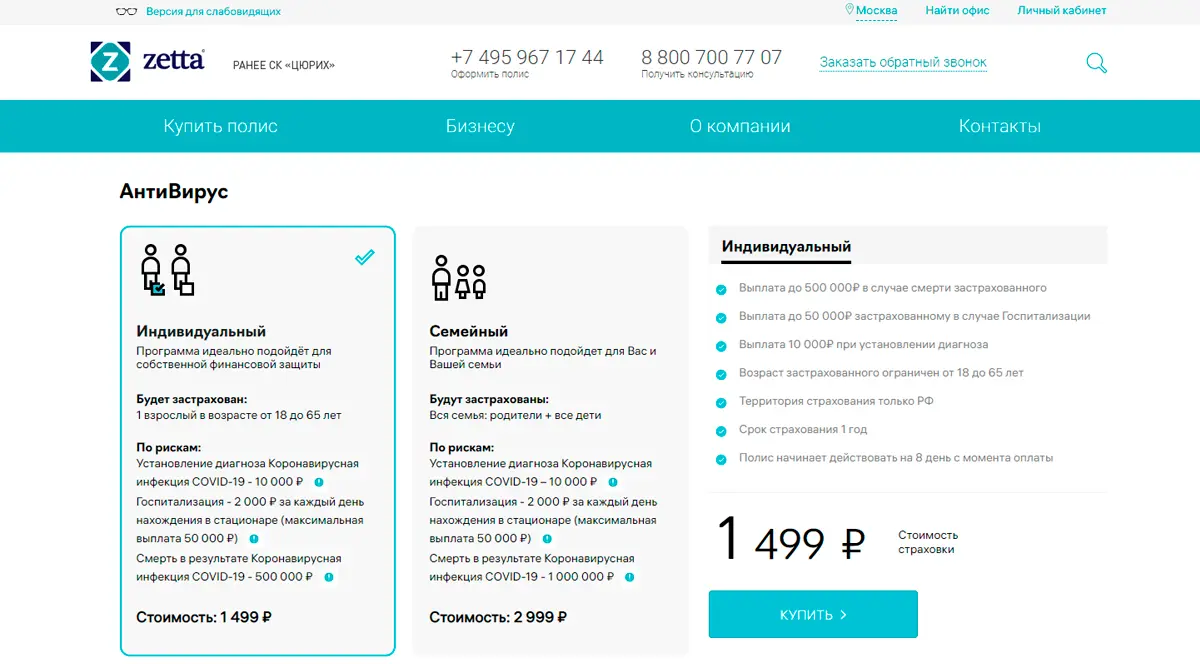 Версия для слабовидящих
Москва
Найти офис
Личный кабинет
Z
zetta
РАНЕЕ СК «ЦЮРИХ»
+7 495 967 17 44
Оформить полис
8 800 700 77 07
Получить консультацию
Заказать обратный звонок
Купить полис
Бизнесу
О компании
Контакты
АнтиВирус
Индивидуальный
Программа идеально подойдёт для
собственной финансовой защиты
Будет застрахован:
1 взрослый в возрасте от 18 до 65 лет
По рискам:
Установление диагноза Коронавирусная
инфекция COVID-19 - 10 000 ₽
Госпитализация - 2 000 ₽ за каждый день
нахождения в стационаре (максимальная
выплата 50 000 ₽)
Смерть в результате Коронавирусная
инфекция COVID-19 - 500 000 ₽
Стоимость: 1 499 ₽
Семейный
Программа идеально подойдет для Вас и
Вашей семьи
Будут застрахованы:
Вся семья: родители + все дети
По рискам:
Установление диагноза Коронавирусная
инфекция COVID-19 – 10 000 ₽
Госпитализация - 2 000 ₽ за каждый день
нахождения в стационаре (максимальная
выплата 50 000 ₽)
Смерть в результате Коронавирусная
инфекция COVID-19 - 1 000 000 ₽
Стоимость: 2 999 ₽
Индивидуальный
Выплата до 500 000₽ в случае смерти застрахованного
Выплата до 50 000₽ застрахованному в случае Госпитализации
Выплата 10 000₽ при установлении диагноза
Возраст застрахованного ограничен от 18 до 65 лет
Территория страхования только РФ
Срок страхования 1 год
Полис начинает действовать на 8 день с момента оплаты
1 499 ₽
Стоимость
страховки
КУПИТЬ >